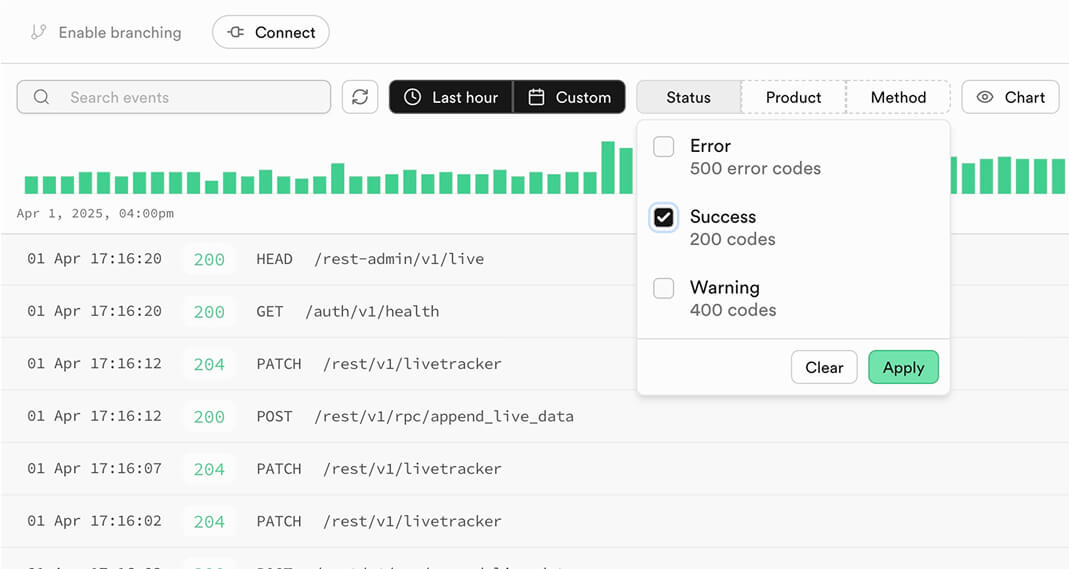 Enable branching Connect
Search events Last hour Custom Status Product Method Chart
Error
500 error codes
Success
200 codes
Warning
400 codes
Clear Apply
Apr 1, 2025, 04:00pm
01 Apr 17:16:20 200 HEAD /rest-admin/v1/live
01 Apr 17:16:20 200 GET /auth/v1/health
01 Apr 17:16:12 204 PATCH /rest/v1/livetracker
01 Apr 17:16:12 200 POST /rest/v1/rpc/append_live_data
01 Apr 17:16:07 204 PATCH /rest/v1/livetracker
01 Apr 17:16:02 204 PATCH /rest/v1/livetracker